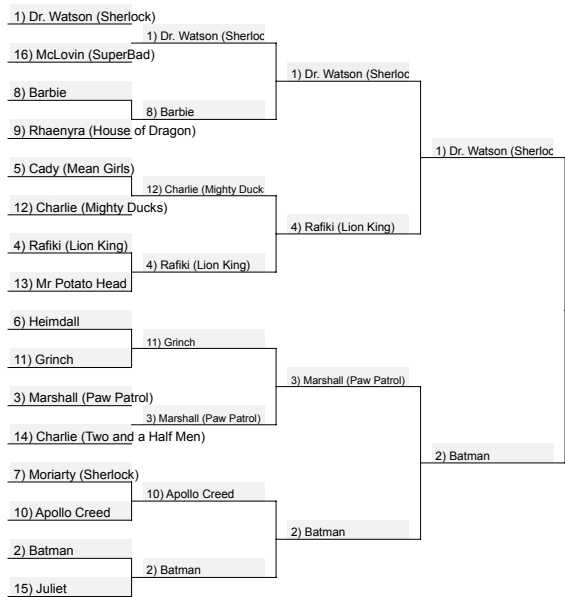 1) Dr. Watson (Sherlock)
16) McLovin (SuperBad)
8) Barbie
9) Rhaenyra (House of Dragon)
5) Cady (Mean Girls)
12) Charlie (Mighty Ducks)
4) Rafiki (Lion King)
13) Mr Potato Head
6) Heimdall
11) Grinch
3) Marshall (Paw Patrol)
14) Charlie (Two and a Half Men)
7) Moriarty (Sherlock)
10) Apollo Creed
2) Batman
15) Juliet
1) Dr. Watson (Sherloc
8) Barbie
12) Charlie (Mighty Duck
4) Rafiki (Lion King)
11) Grinch
3) Marshall (Paw Patrol)
10) Apollo Creed
2) Batman
1) Dr. Watson (Sherloc
4) Rafiki (Lion King)
3) Marshall (Paw Patrol)
2) Batman
1) Dr. Watson (Sherloc
2) Batman